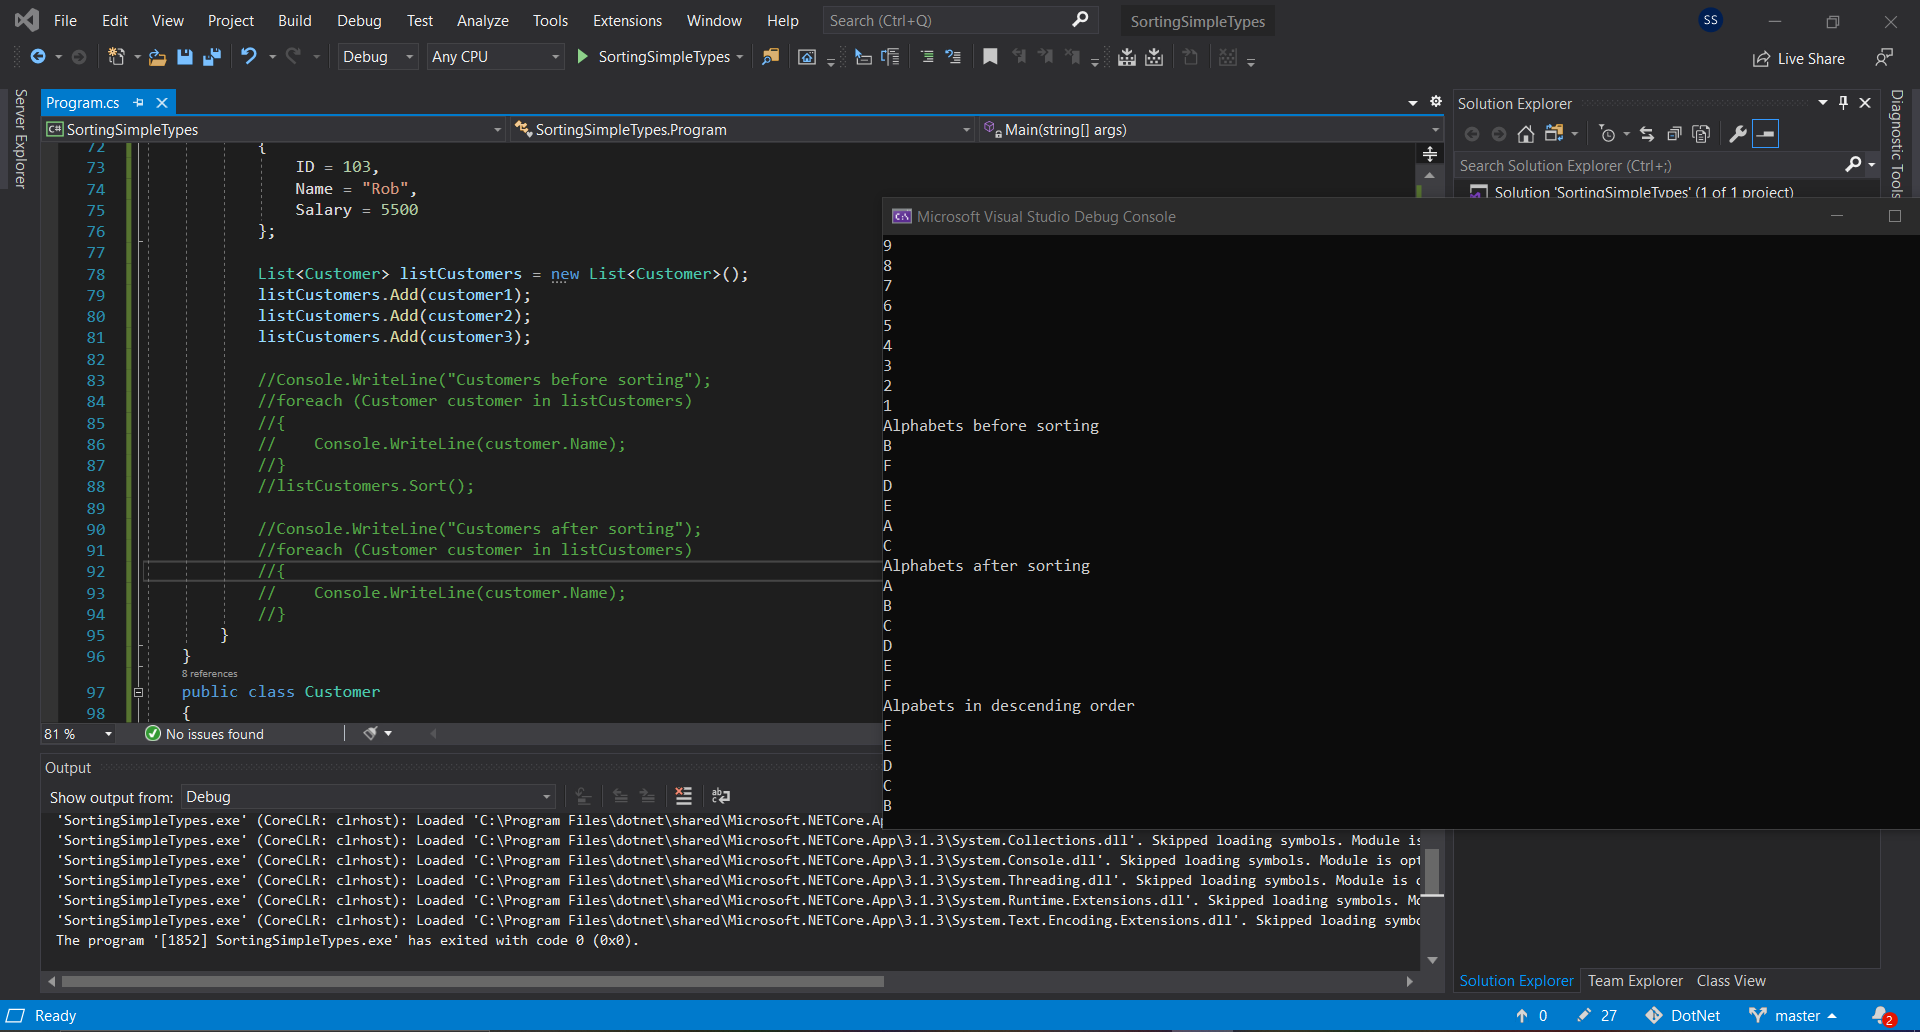 File Edit View Project Build Debug Test Analyze Tools Extensions Window Help Search (Ctrl+Q) SortingSimpleTypes SS
Debug Any CPU SortingSimpleTypes Live Share
Server Explorer
Program.cs
SortingSimpleTypes SortingSimpleTypes.Program Main(string[] args)
72 {
73 ID = 103,
74 Name = "Rob",
75 Salary = 5500
76 };
77
78 List<Customer> listCustomers = new List<Customer>();
79 listCustomers.Add(customer1);
80 listCustomers.Add(customer2);
81 listCustomers.Add(customer3);
82
83 //Console.WriteLine("Customers before sorting");
84 //foreach (Customer customer in listCustomers)
85 //{
86 //    Console.WriteLine(customer.Name);
87 //}
88 //listCustomers.Sort();
89
90 //Console.WriteLine("Customers after sorting");
91 //foreach (Customer customer in listCustomers)
92 //{
93 //    Console.WriteLine(customer.Name);
94 //}
95 }
96 }
8 references
97 public class Customer
98 {
81 % No issues found
Solution Explorer
Search Solution Explorer (Ctrl+;)
Solution 'SortingSimpleTypes' (1 of 1 project)
Diagnostic Tools
Microsoft Visual Studio Debug Console
9
8
7
6
5
4
3
2
1
Alphabets before sorting
B
F
D
E
A
C
Alphabets after sorting
A
B
C
D
E
F
Alpabets in descending order
F
E
D
C
B
Output
Show output from: Debug
'SortingSimpleTypes.exe' (CoreCLR: clrhost): Loaded 'C:\Program Files\dotnet\shared\Microsoft.NETCore.Ap
'SortingSimpleTypes.exe' (CoreCLR: clrhost): Loaded 'C:\Program Files\dotnet\shared\Microsoft.NETCore.App\3.1.3\System.Collections.dll'. Skipped loading symbols. Module is
'SortingSimpleTypes.exe' (CoreCLR: clrhost): Loaded 'C:\Program Files\dotnet\shared\Microsoft.NETCore.App\3.1.3\System.Console.dll'. Skipped loading symbols. Module is opt
'SortingSimpleTypes.exe' (CoreCLR: clrhost): Loaded 'C:\Program Files\dotnet\shared\Microsoft.NETCore.App\3.1.3\System.Threading.dll'. Skipped loading symbols. Module is o
'SortingSimpleTypes.exe' (CoreCLR: clrhost): Loaded 'C:\Program Files\dotnet\shared\Microsoft.NETCore.App\3.1.3\System.Runtime.Extensions.dll'. Skipped loading symbols. Mo
'SortingSimpleTypes.exe' (CoreCLR: clrhost): Loaded 'C:\Program Files\dotnet\shared\Microsoft.NETCore.App\3.1.3\System.Text.Encoding.Extensions.dll'. Skipped loading symbo
The program '[1852] SortingSimpleTypes.exe' has exited with code 0 (0x0).
Solution Explorer Team Explorer Class View
Ready 0 27 DotNet master 2